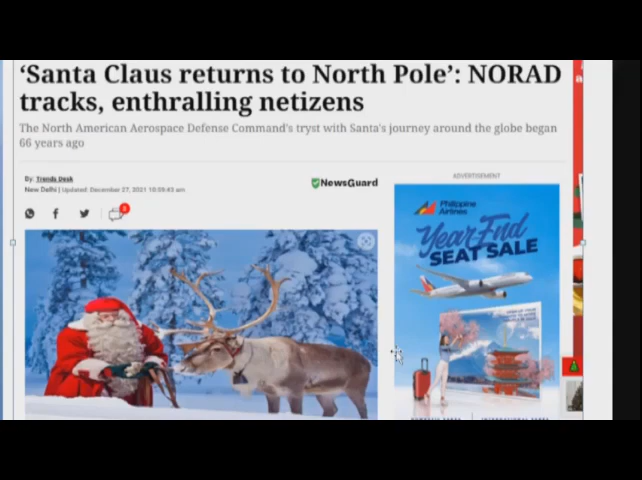 ‘Santa Claus returns to North Pole’: NORAD
tracks, enthralling netizens
The North American Aerospace Defense Command's tryst with Santa's journey around the globe began
66 years ago
By: Trends Desk
New Delhi | Updated: December 27, 2021 10:59:43 am
NewsGuard
ADVERTISEMENT
Philippine
Airlines
Year End
SEAT SALE